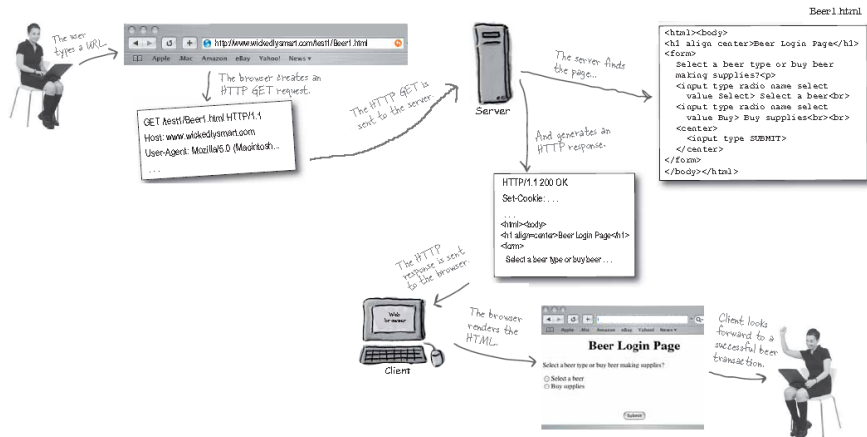 Beer1.html
The user
types a URL.
http://www.wickedlysmart.com/test1/Beer1.html
Apple .Mac Amazon eBay Yahoo! News ▾
The browser creates an
HTTP GET request.
GET /test1/Beer1.html HTTP/1.1
Host: www.wickedlysmart.com
User-Agent: Mozilla/5.0 (Macintosh...
. . .
The HTTP GET is
sent to the server.
Server
The server finds
the page...
<html><body>
<h1 align center>Beer Login Page</h1>
<form>
Select a beer type or buy beer
making supplies?<p>
<input type radio name select
value Select> Select a beer<br>
<input type radio name select
value Buy> Buy supplies<br><br>
<center>
<input type SUBMIT>
</center>
</form>
</body></html>
And generates an
HTTP response.
HTTP/1.1 200 OK
Set-Cookie: . . .
. . .
<html><body>
<h1 align=center>Beer Login Page</h1>
<form>
Select a beer type or buy beer . . .
The HTTP
response is sent
to the browser.
Web
browser
Client
The browser
renders the
HTML.
Apple .Mac Amazon eBay Yahoo! News ▾
Beer Login Page
Select a beer type or buy beer making supplies?
Select a beer
Buy supplies
Submit
Client looks
forward to a
successful beer
transaction.